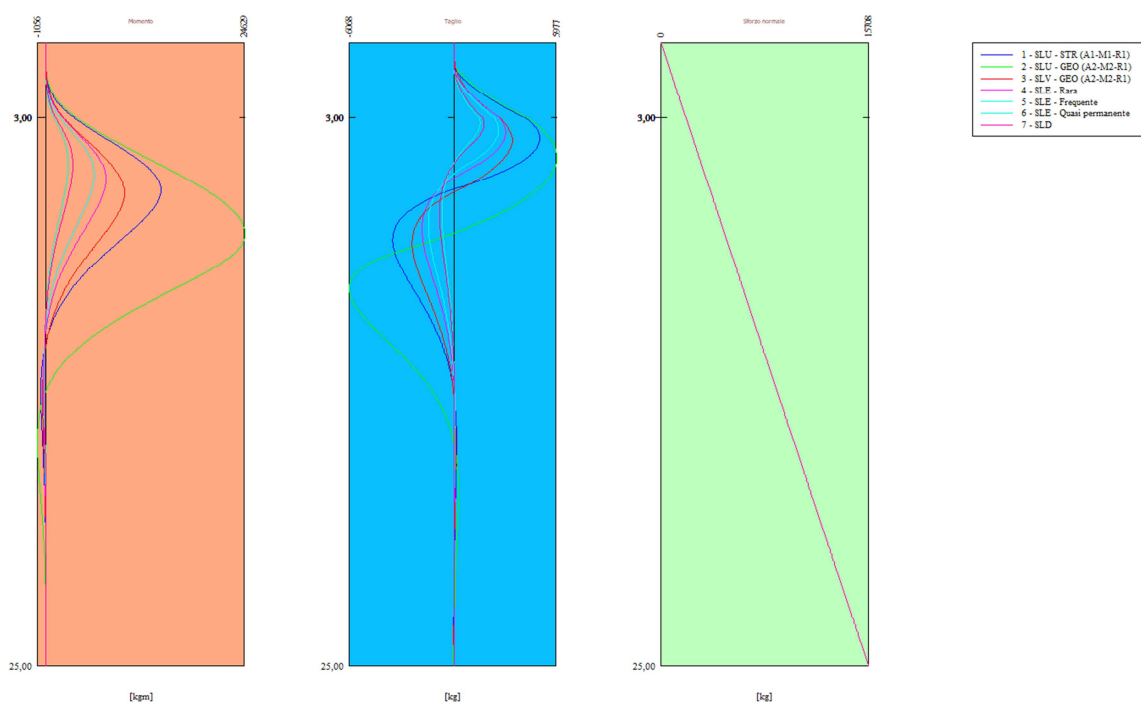 Momento
-1056
24629
3,00
25,00
[kgm]
Taglio
-6088
5977
3,00
25,00
[kg]
Sforzo normale
0
15708
3,00
25,00
[kg]
1 - SLU - STR (A1-M1-R1)
2 - SLU - GEO (A2-M2-R1)
3 - SLV - GEO (A2-M2-R1)
4 - SLE - Rara
5 - SLE - Frequente
6 - SLE - Quasi permanente
7 - SLD